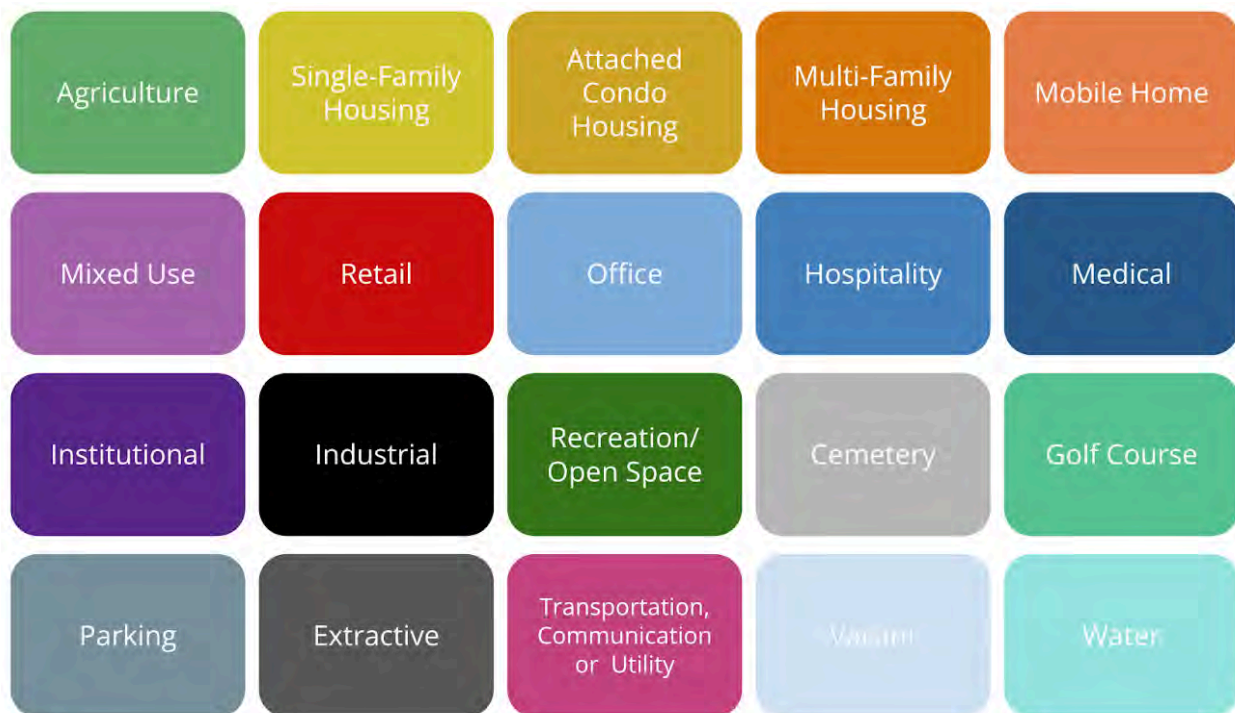 Agriculture
Single-Family
Housing
Attached
Condo
Housing
Multi-Family
Housing
Mobile Home
Mixed Use
Retail
Office
Hospitality
Medical
Institutional
Industrial
Recreation/
Open Space
Cemetery
Golf Course
Parking
Extractive
Transportation,
Communication
or Utility
Vacant
Water